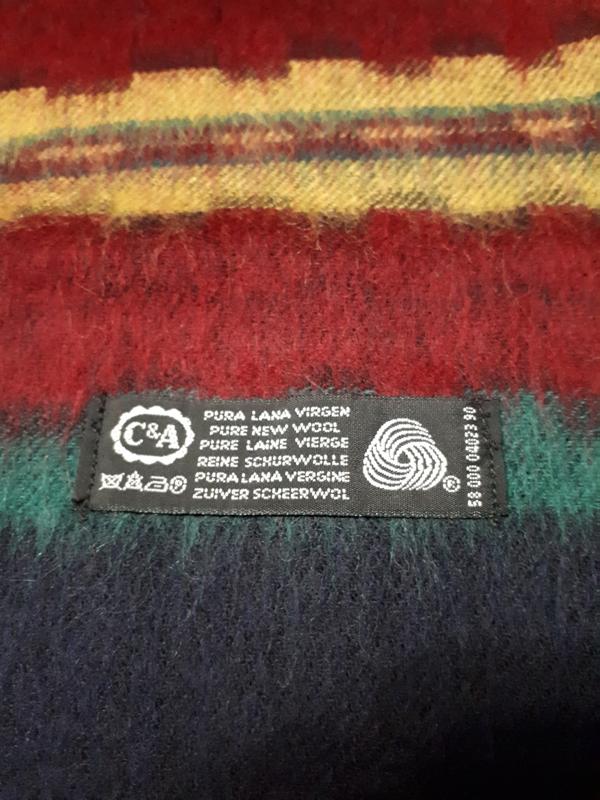 C&A
PURA LANA VIRGEN
PURE NEW WOOL
PURE LAINE VIERGE
REINE SCHURWOLLE
PURA LANA VERGINE
ZUIVER SCHEERWOL
®
58 000 04023 90